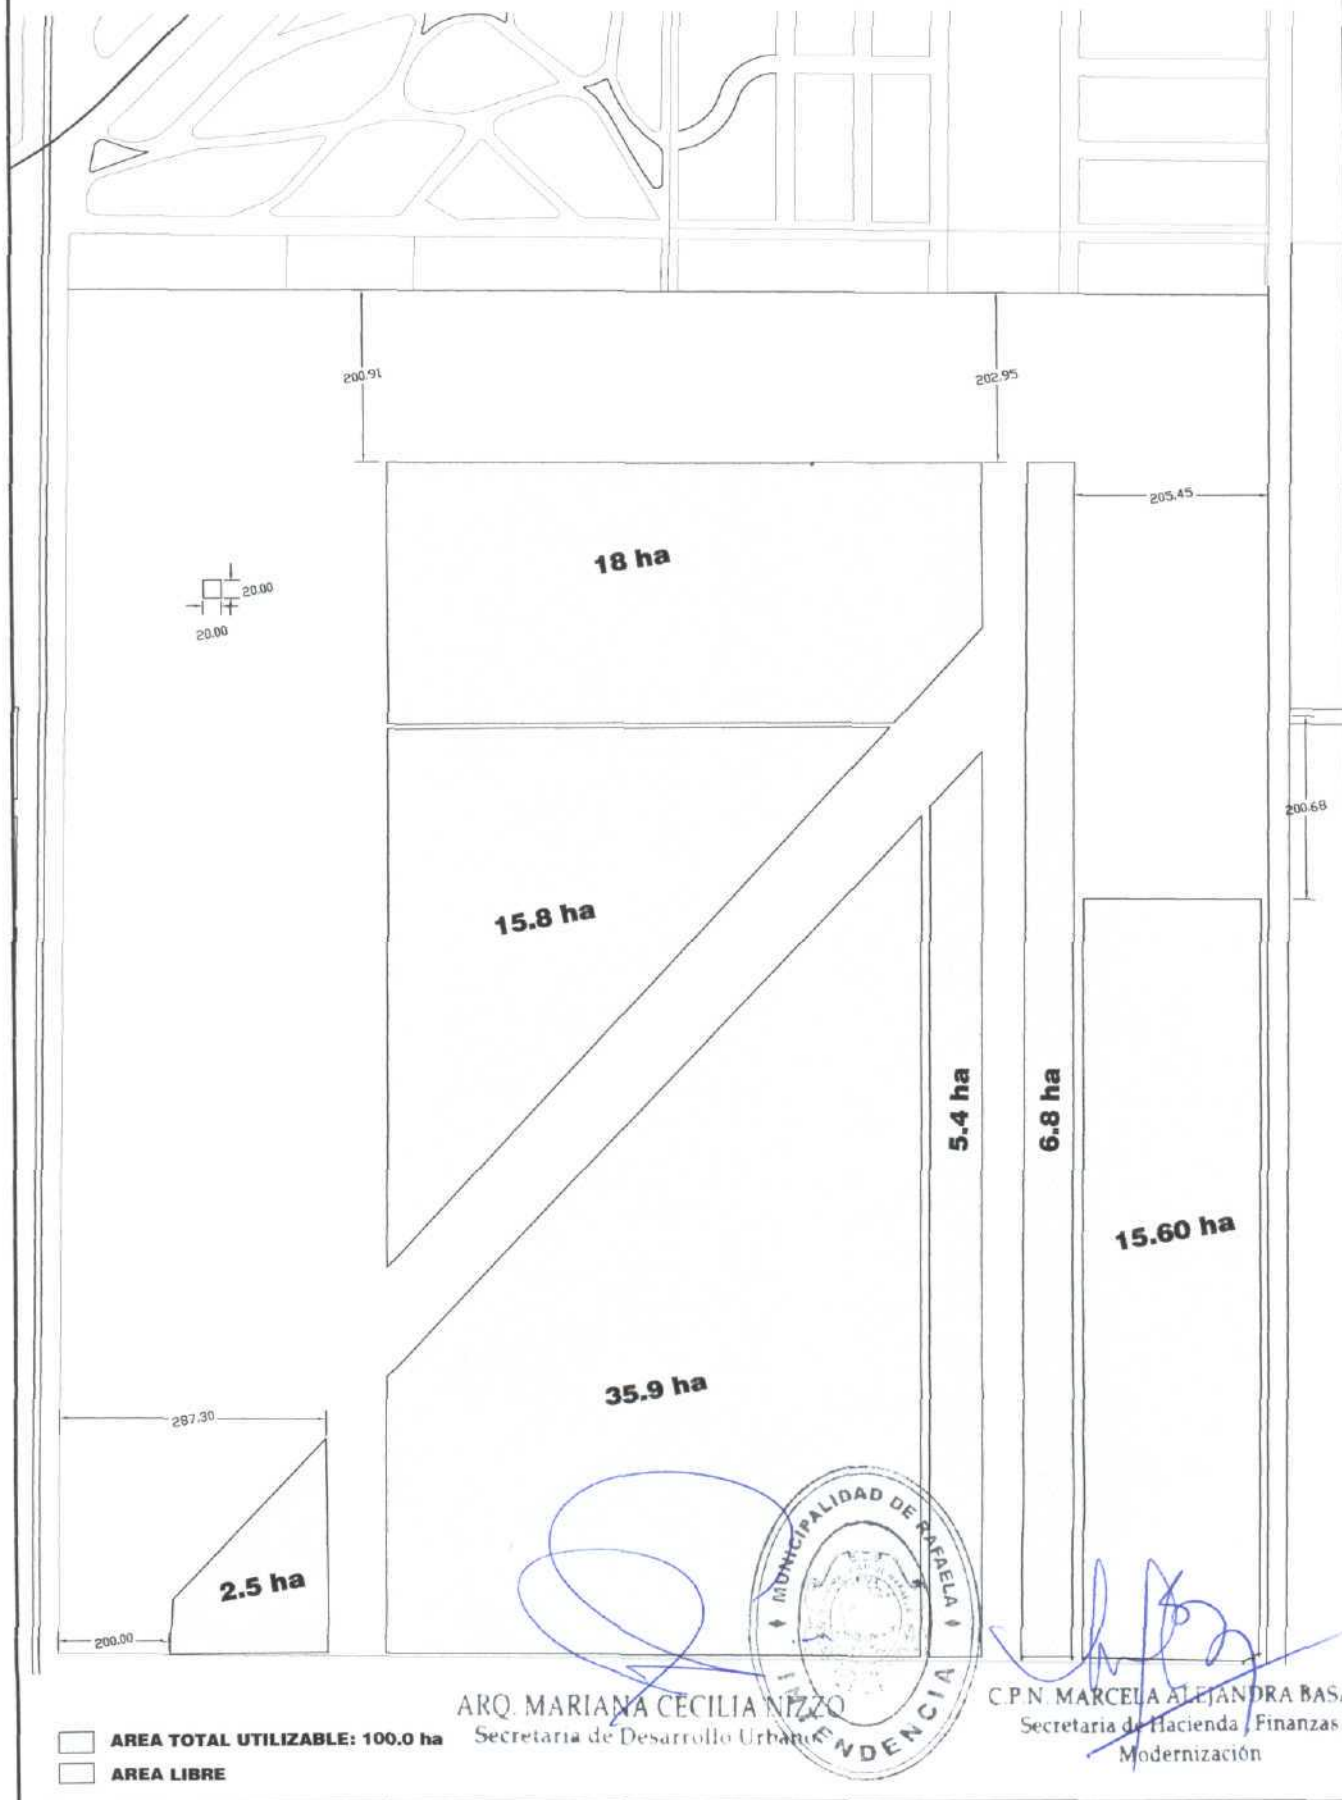 200.91
202.95
205.45
18 ha
20.00
20.00
200.68
15.8 ha
5.4 ha
6.8 ha
15.60 ha
35.9 ha
287.30
2.5 ha
200.00
MUNICIPALIDAD DE RAFAELA
INTENDENCIA
ARQ. MARIANA CECILIA NIZZO
Secretaria de Desarrollo Urbano
C.P.N. MARCELA ALEJANDRA BAS
Secretaria de Hacienda, Finanzas
Modernización
AREA TOTAL UTILIZABLE: 100.0 ha
AREA LIBRE